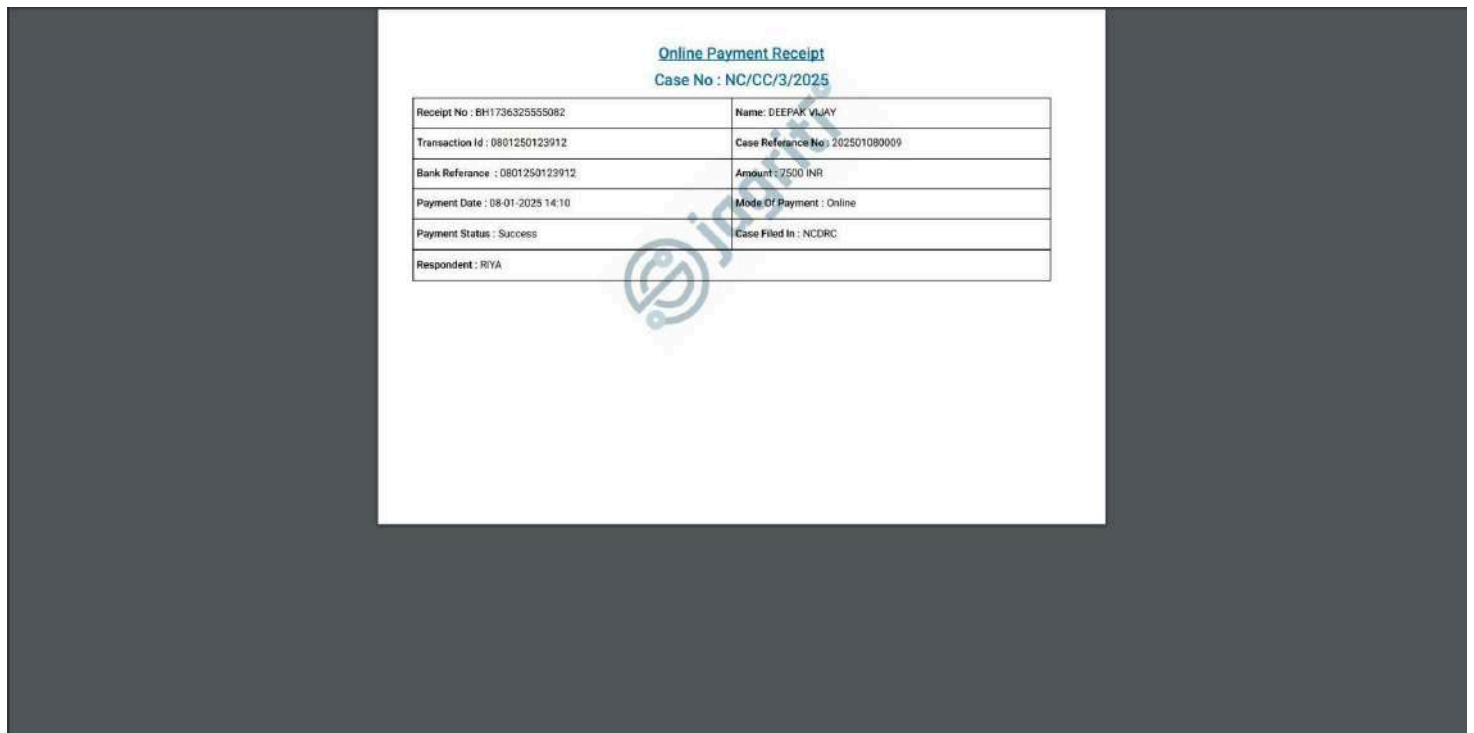 Online Payment Receipt
Case No : NC/CC/3/2025
Receipt No : BH1736325555082
Name: DEEPAK VIJAY
Transaction Id : 0801250123912
Case Referance No : 202501080009
Bank Referance : 0801250123912
Amount : 7500 INR
Payment Date : 08-01-2025 14:10
Mode Of Payment : Online
Payment Status : Success
Case Filed In : NCDRC
Respondent : RIYA
jagriti